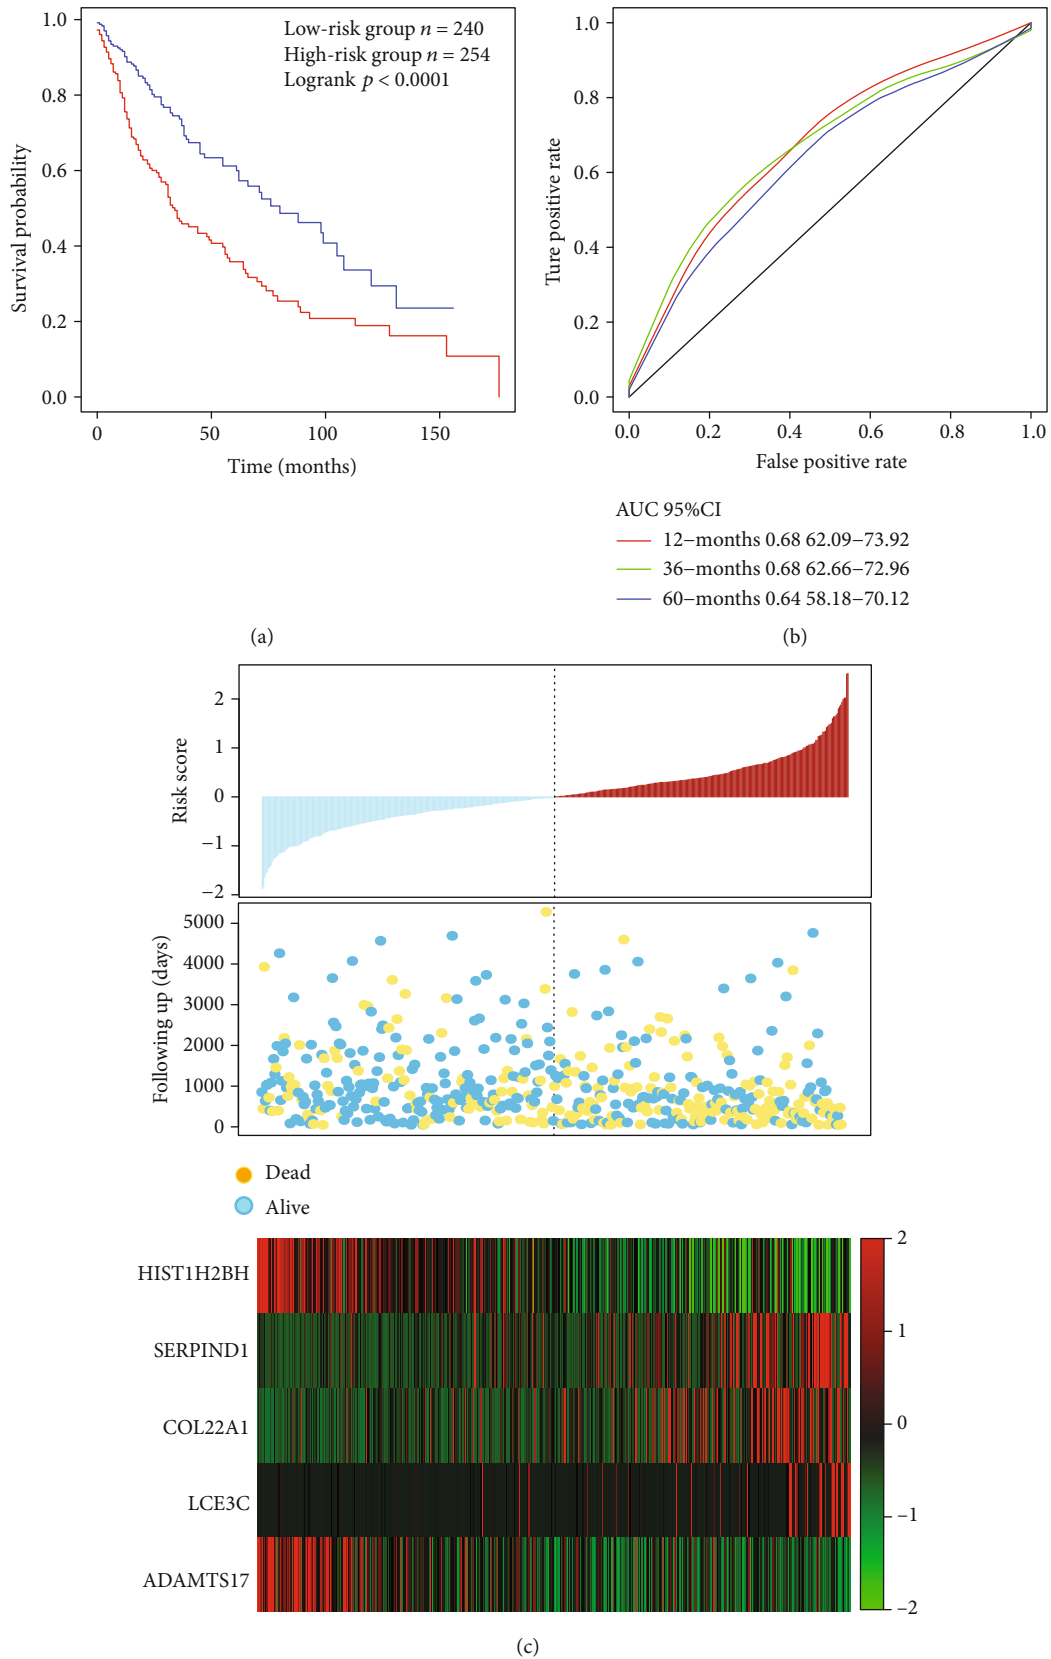 Low-risk group n = 240
High-risk group n = 254
Logrank p < 0.0001
1.0
0.8
0.6
0.4
0.2
0.0
Survival probability
0 50 100 150
Time (months)
(a)
1.0
0.8
0.6
0.4
0.2
0.0
Ture positive rate
0.0 0.2 0.4 0.6 0.8 1.0
False positive rate
AUC 95%CI
12−months 0.68 62.09−73.92
36−months 0.68 62.66−72.96
60−months 0.64 58.18−70.12
(b)
2
1
0
−1
−2
Risk score
5000
4000
3000
2000
1000
0
Following up (days)
Dead
Alive
HIST1H2BH
SERPIND1
COL22A1
LCE3C
ADAMTS17
2
1
0
−1
−2
(c)